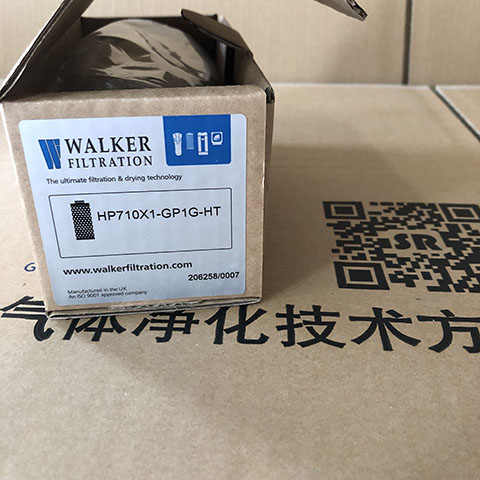 WALKER
FILTRATION
The ultimate filtration & drying technology
HP710X1-GP1G-HT
www.walkerfiltration.com
206258/0007
Manufactured in the UK
An ISO 9001 approved company
SR
G
气体净化技术方